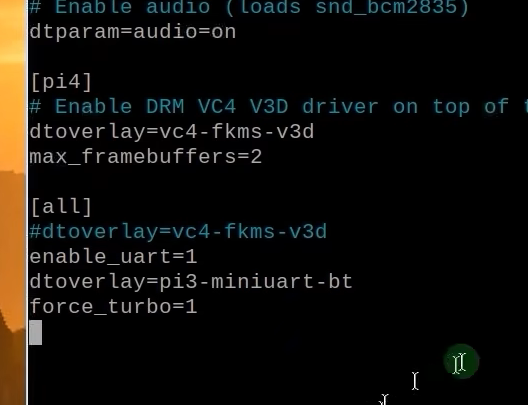 # Enable audio (loads snd_bcm2835)
dtparam=audio=on
[pi4]
# Enable DRM VC4 V3D driver on top of
dtoverlay=vc4-fkms-v3d
max_framebuffers=2
[all]
#dtoverlay=vc4-fkms-v3d
enable_uart=1
dtoverlay=pi3-miniuart-bt
force_turbo=1